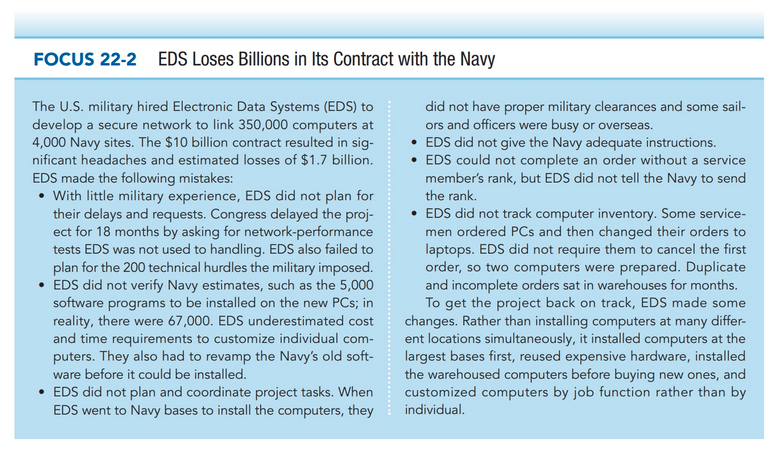 FOCUS 22-2 EDS Loses Billions in Its Contract with the Navy
The U.S. military hired Electronic Data Systems (EDS) to
develop a secure network to link 350,000 computers at
4,000 Navy sites. The $10 billion contract resulted in sig-
nificant headaches and estimated losses of $1.7 billion.
EDS made the following mistakes:
• With little military experience, EDS did not plan for
their delays and requests. Congress delayed the proj-
ect for 18 months by asking for network-performance
tests EDS was not used to handling. EDS also failed to
plan for the 200 technical hurdles the military imposed.
• EDS did not verify Navy estimates, such as the 5,000
software programs to be installed on the new PCs; in
reality, there were 67,000. EDS underestimated cost
and time requirements to customize individual com-
puters. They also had to revamp the Navy's old soft-
ware before it could be installed.
• EDS did not plan and coordinate project tasks. When
EDS went to Navy bases to install the computers, they
did not have proper military clearances and some sail-
ors and officers were busy or overseas.
• EDS did not give the Navy adequate instructions.
• EDS could not complete an order without a service
member's rank, but EDS did not tell the Navy to send
the rank.
• EDS did not track computer inventory. Some service-
men ordered PCs and then changed their orders to
laptops. EDS did not require them to cancel the first
order, so two computers were prepared. Duplicate
and incomplete orders sat in warehouses for months.
To get the project back on track, EDS made some
changes. Rather than installing computers at many differ-
ent locations simultaneously, it installed computers at the
largest bases first, reused expensive hardware, installed
the warehoused computers before buying new ones, and
customized computers by job function rather than by
individual.